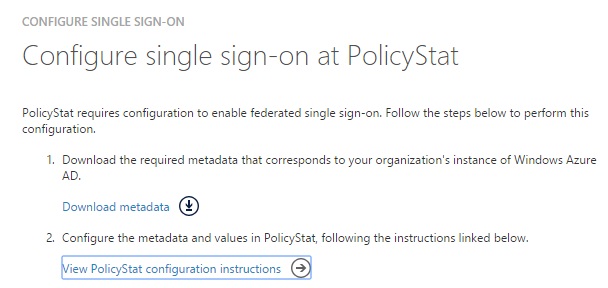 CONFIGURE SINGLE SIGN-ON
Configure single sign-on at PolicyStat
PolicyStat requires configuration to enable federated single sign-on. Follow the steps below to perform this
configuration.
1. Download the required metadata that corresponds to your organization's instance of Windows Azure
AD.
Download metadata
2. Configure the metadata and values in PolicyStat, following the instructions linked below.
View PolicyStat configuration instructions